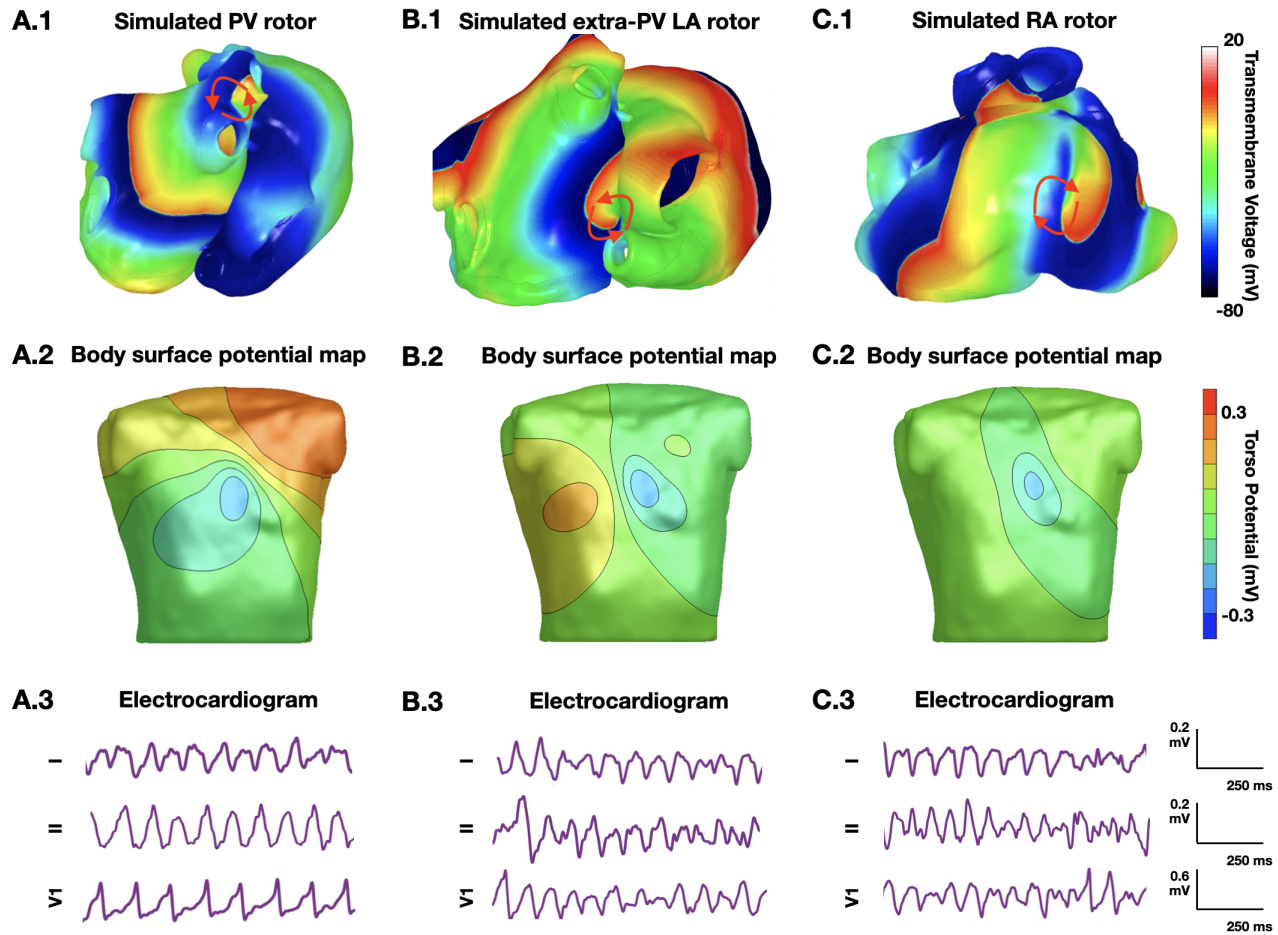 A.1 Simulated PV rotor
B.1 Simulated extra-PV LA rotor
C.1 Simulated RA rotor
20
Transmembrane Voltage (mV)
-80
A.2 Body surface potential map
B.2 Body surface potential map
C.2 Body surface potential map
0.3
Torso Potential (mV)
-0.3
A.3 Electrocardiogram
B.3 Electrocardiogram
C.3 Electrocardiogram
I
I
I
0.2
mV
250 ms
II
II
II
0.2
mV
250 ms
V1
V1
V1
0.6
mV
250 ms